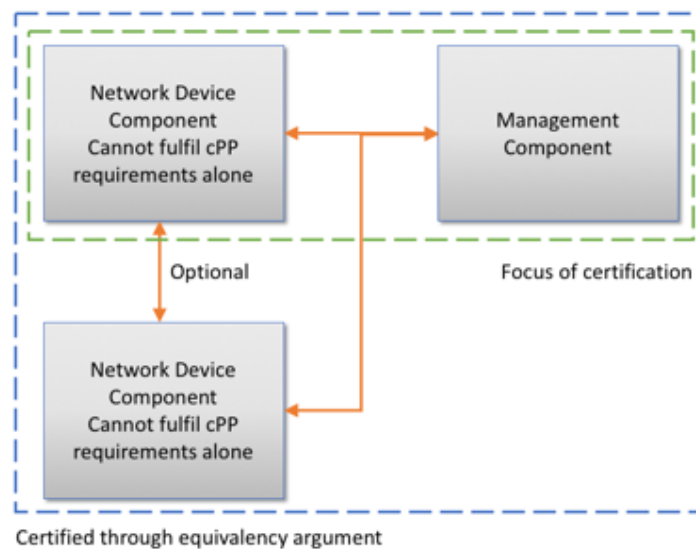 Network Device
Component
Cannot fulfil cPP
requirements alone
Management
Component
Optional
Focus of certification
Network Device
Component
Cannot fulfil cPP
requirements alone
Certified through equivalency argument